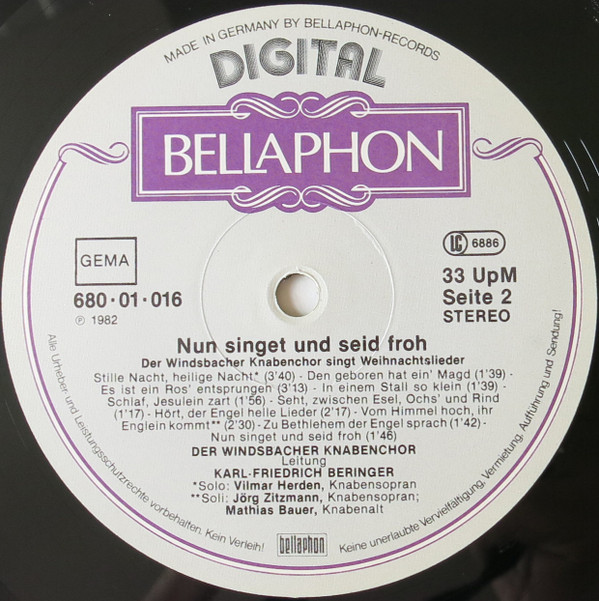 MADE IN GERMANY BY BELLAPHON-RECORDS
DIGITAL
BELLAPHON
GEMA
LC 6886
680·01·016
℗ 1982
33 UpM
Seite 2
STEREO
Nun singet und seid froh
Der Windsbacher Knabenchor singt Weihnachtslieder
Stille Nacht, heilige Nacht* (3'40) - Den geboren hat ein' Magd (1'39) -
Es ist ein Ros' entsprungen (3'13) - In einem Stall so klein (1'39) -
Schlaf, Jesulein zart (1'56) - Seht, zwischen Esel, Ochs' und Rind
(1'17) - Hört, der Engel helle Lieder (2'17) - Vom Himmel hoch, ihr
Englein kommt** (2'30) - Zu Bethlehem der Engel sprach (1'42) -
Nun singet und seid froh (1'46)
DER WINDSBACHER KNABENCHOR
Leitung
KARL-FRIEDRICH BERINGER
*Solo: Vilmar Herden, Knabensopran
**Soli: Jörg Zitzmann, Knabensopran;
Mathias Bauer, Knabenalt
bellaphon
Alle Urheber und Leistungsschutzrechte vorbehalten. Kein Verleih! Keine unerlaubte Vervielfältigung, Vermietung, Aufführung und Sendung!